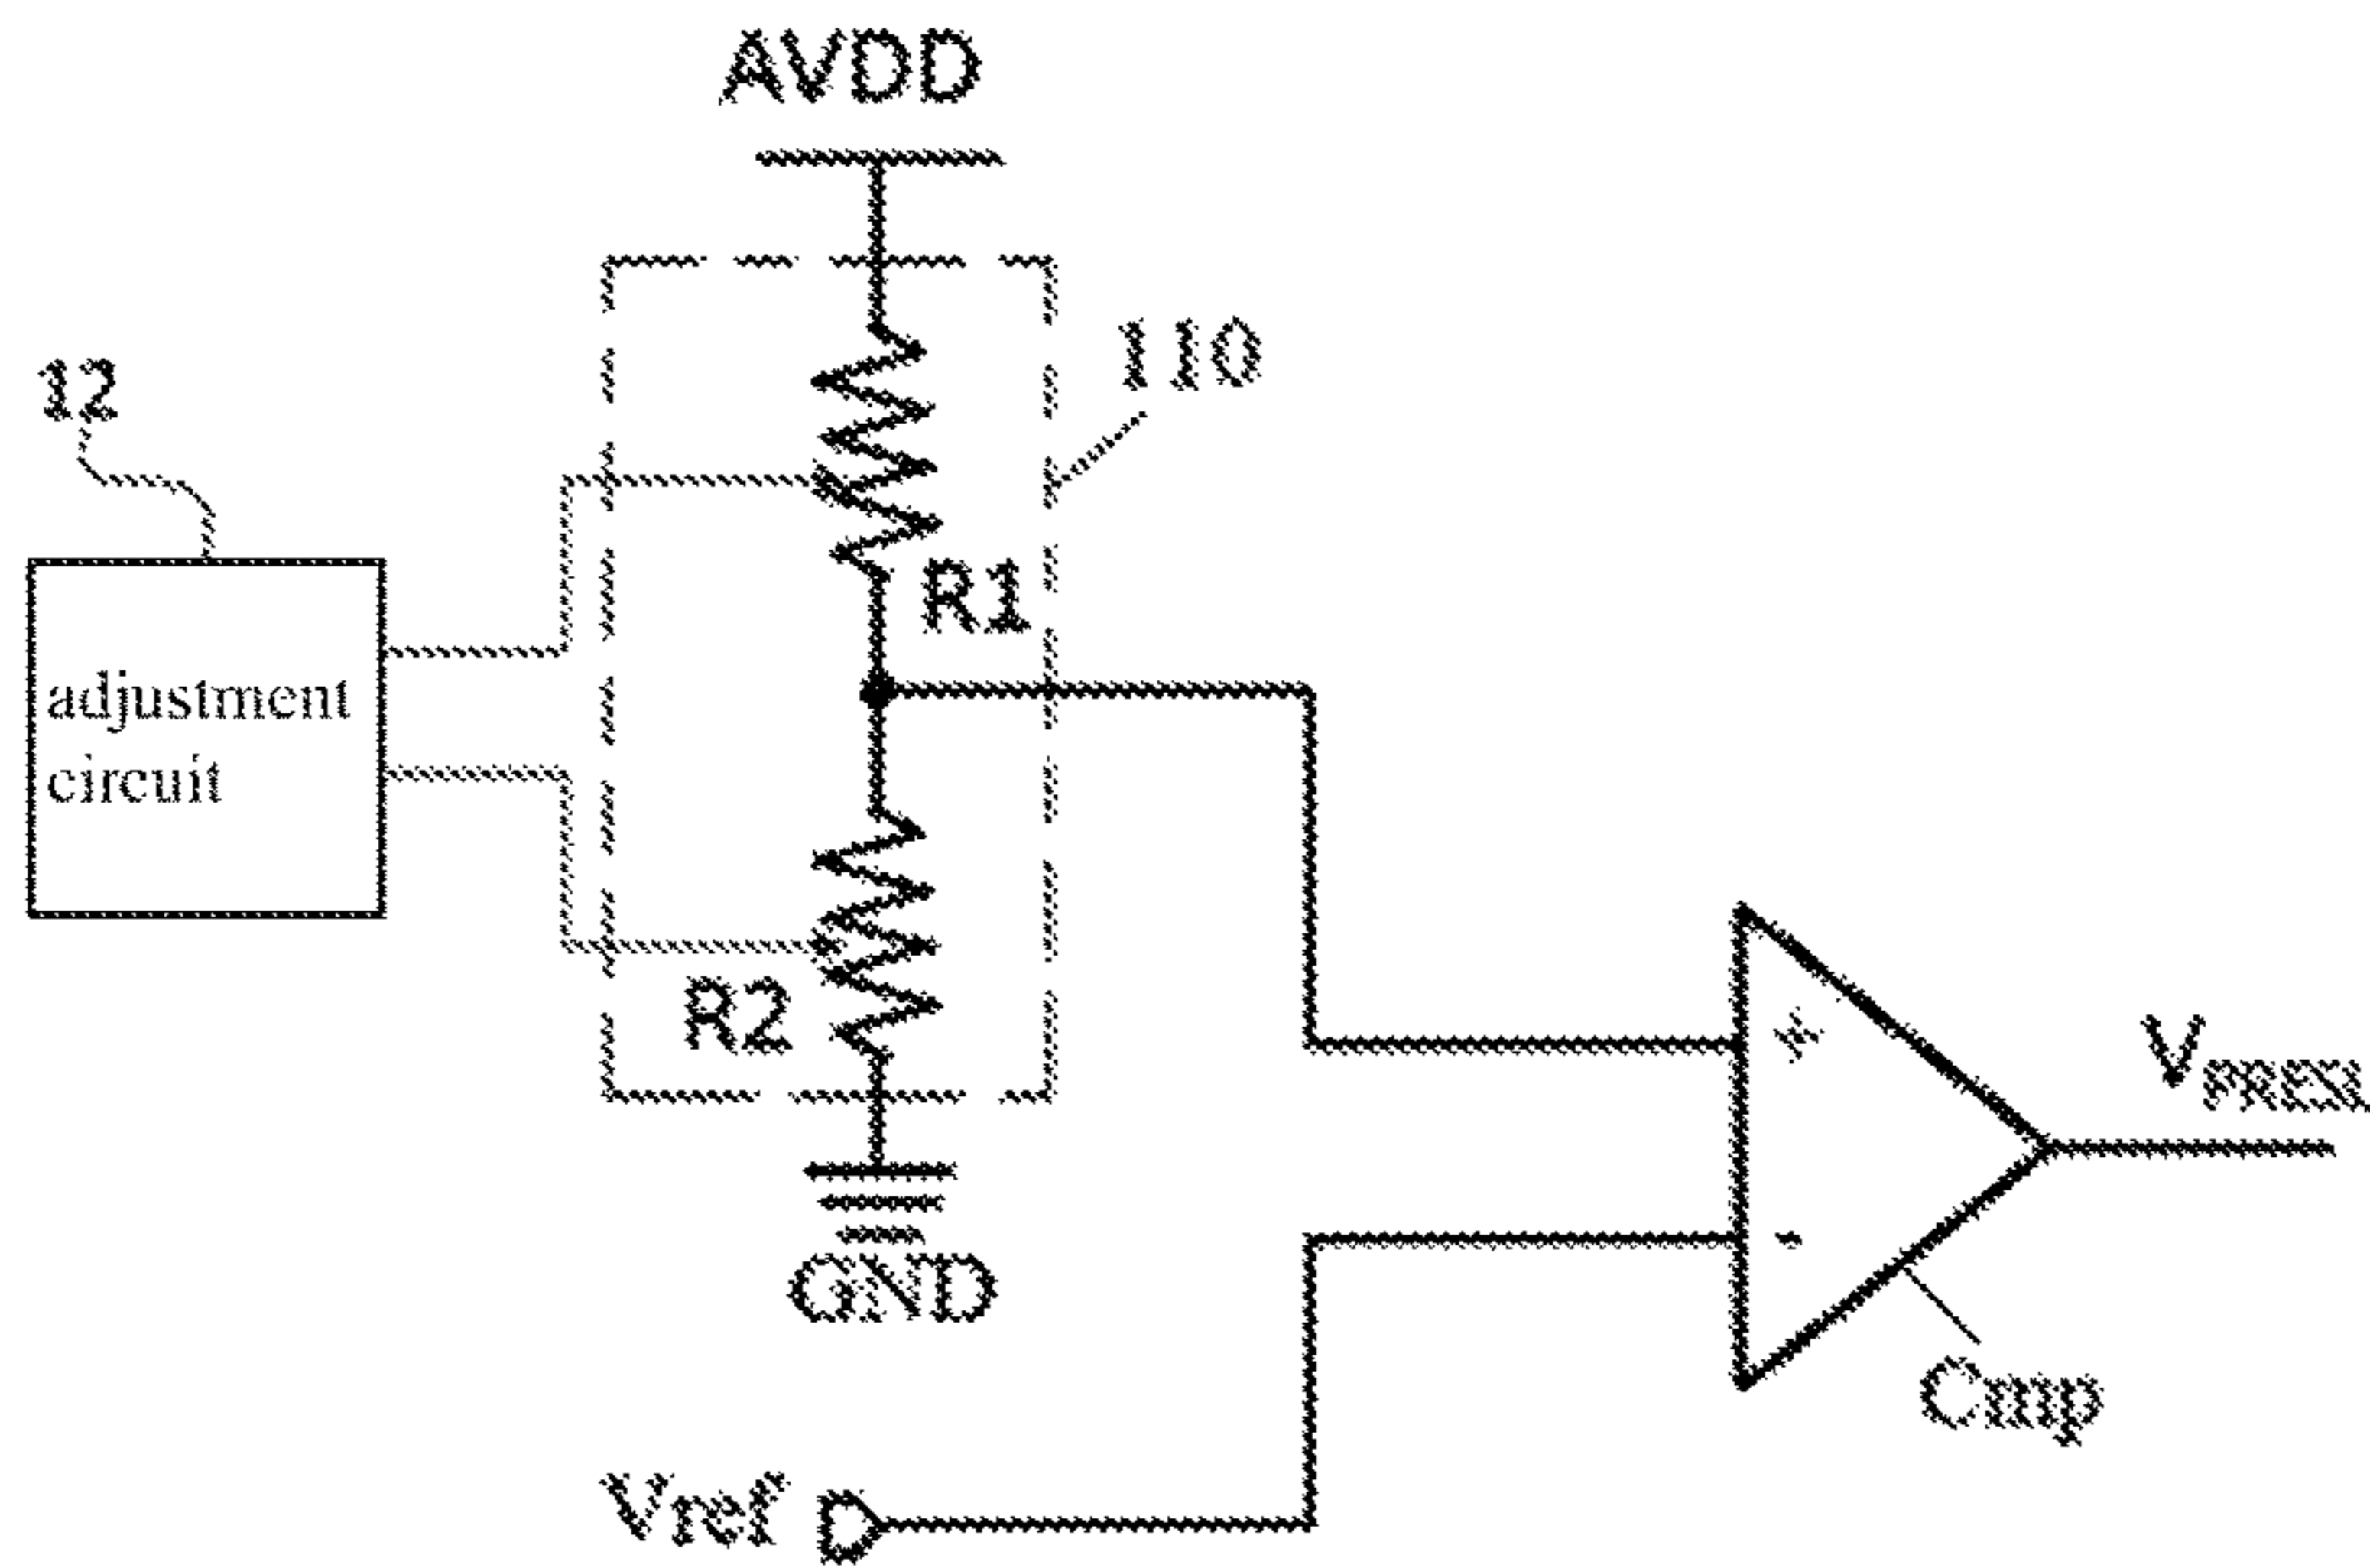 AVDD
12
110
R1
adjustment
circuit
R2
+
-
GND
Cmp
Vref